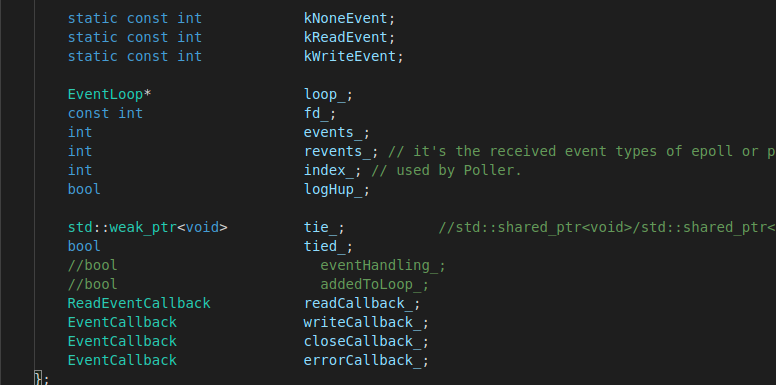 static const int kNoneEvent;
static const int kReadEvent;
static const int kWriteEvent;
EventLoop* loop_;
const int fd_;
int events_;
int revents_; // it's the received event types of epoll or p
int index_; // used by Poller.
bool logHup_;
std::weak_ptr<void> tie_; //std::shared_ptr<void>/std::shared_ptr<
bool tied_;
//bool eventHandling_;
//bool addedToLoop_;
ReadEventCallback readCallback_;
EventCallback writeCallback_;
EventCallback closeCallback_;
EventCallback errorCallback_;
};